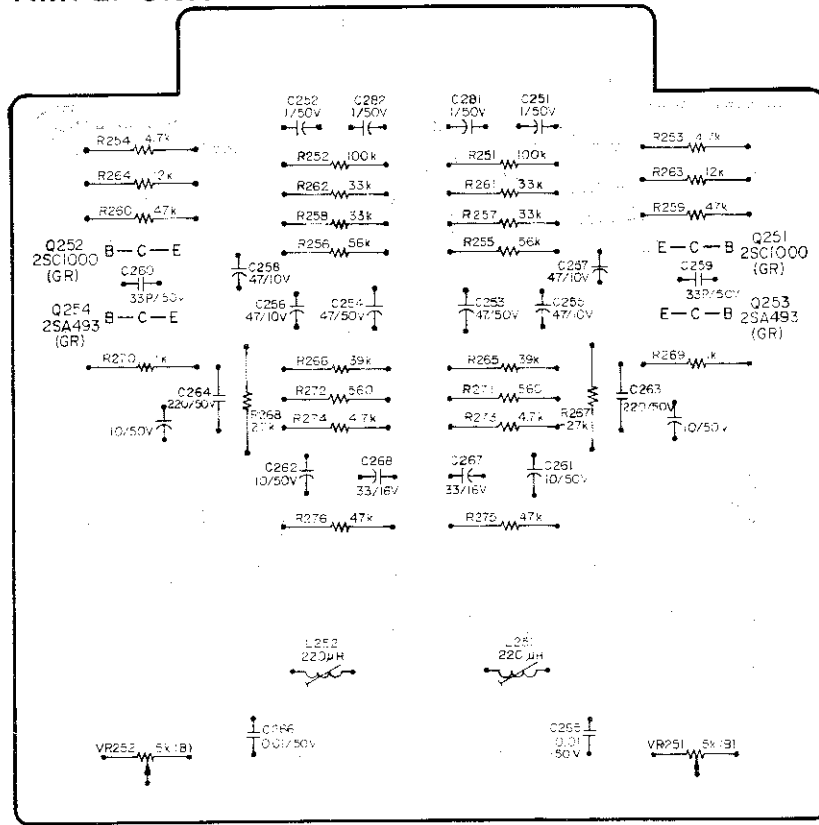 C252
1/50V
C282
1/50V
C281
1/50V
C251
1/50V
R254 4.7k
R252 100k
R251 100k
R253 4.7k
R264 12k
R262 33k
R261 33k
R263 12k
R260 47k
R258 33k
R257 33k
R259 47k
Q252
2SC1000
(GR)
B-C-E
R256 56k
R255 56k
E-C-B
Q251
2SC1000
(GR)
C260
33P/50V
C258
47/10V
C257
47/10V
C259
33P/50V
Q254
2SA493
(GR)
B-C-E
C256
47/10V
C254
47/50V
C253
47/50V
C255
47/10V
E-C-B
Q253
2SA493
(GR)
R270 1k
R266 39k
R265 39k
R269 1k
C264
220/50V
R268
27k
R272 560
R271 560
R267
27k
C263
220/50V
10/50V
R274 4.7k
R273 4.7k
10/50V
C262
10/50V
C268
33/16V
C267
33/16V
C261
10/50V
R276 47k
R275 47k
L252
220μH
L251
220μH
C266
0.01/50V
C265
0.01
50V
VR252 5k(B)
VR251 5k(B)